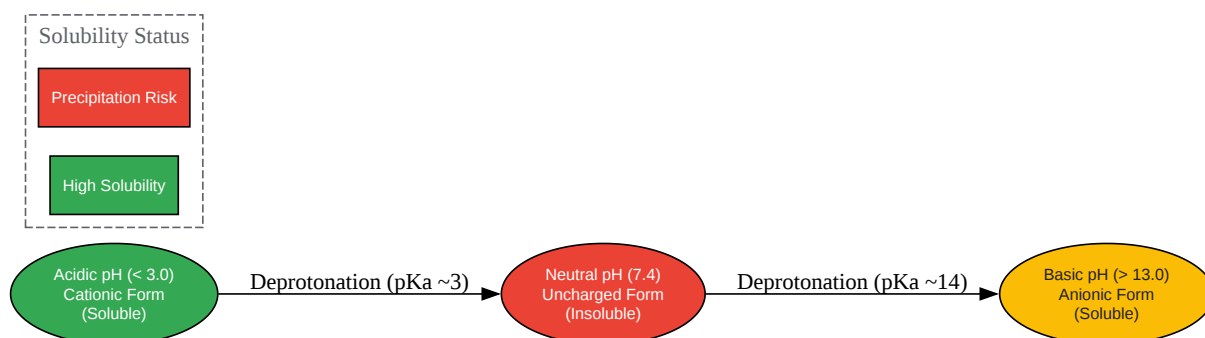 Solubility Status
Precipitation Risk
High Solubility
Acidic pH (< 3.0)
Cationic Form
(Soluble)
Deprotonation (pKa ~3)
Neutral pH (7.4)
Uncharged Form
(Insoluble)
Deprotonation (pKa ~14)
Basic pH (> 13.0)
Anionic Form
(Soluble)